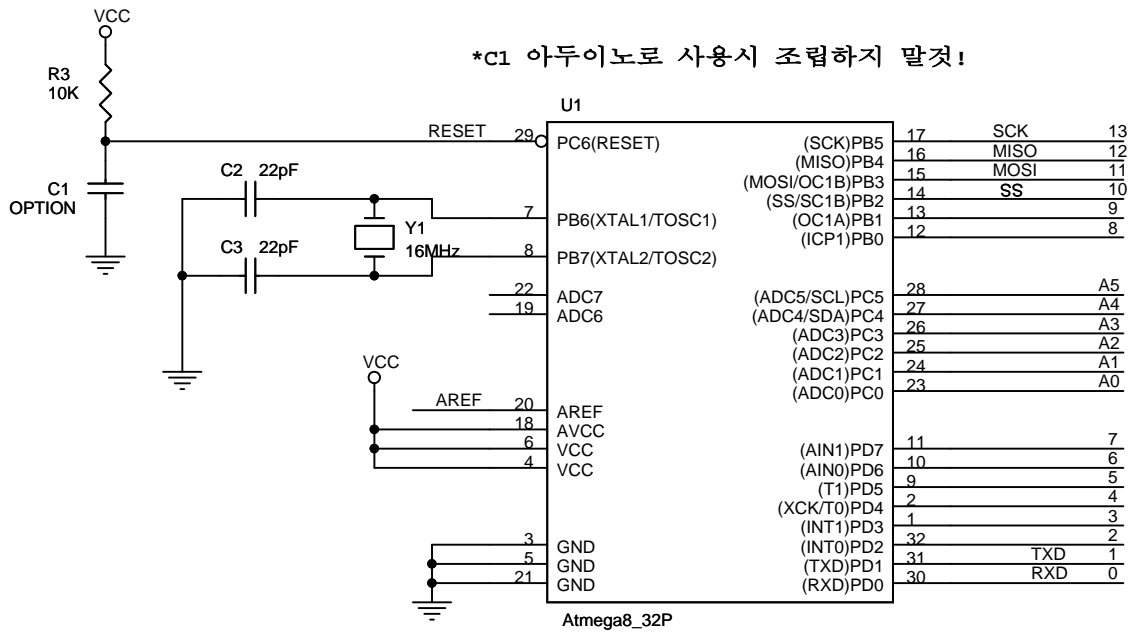 VCC
*C1 아두이노로 사용시 조립하지 말것!
R3
10K
U1
RESET
29
PC6(RESET)
C1
OPTION
C2 22pF
7
PB6(XTAL1/TOSC1)
Y1
16MHz
C3 22pF
8
PB7(XTAL2/TOSC2)
22
ADC7
19
ADC6
VCC
AREF
20
AREF
18
AVCC
6
VCC
4
VCC
3
GND
5
GND
21
GND
(SCK)PB5 17 SCK 13
(MISO)PB4 16 MISO 12
(MOSI/OC1B)PB3 15 MOSI 11
(SS/SC1B)PB2 14 SS 10
(OC1A)PB1 13 9
(ICP1)PB0 12 8
(ADC5/SCL)PC5 28 A5
(ADC4/SDA)PC4 27 A4
(ADC3)PC3 26 A3
(ADC2)PC2 25 A2
(ADC1)PC1 24 A1
(ADC0)PC0 23 A0
(AIN1)PD7 11 7
(AIN0)PD6 10 6
(T1)PD5 9 5
(XCK/T0)PD4 2 4
(INT1)PD3 1 3
(INT0)PD2 32 2
(TXD)PD1 31 TXD 1
(RXD)PD0 30 RXD 0
Atmega8_32P